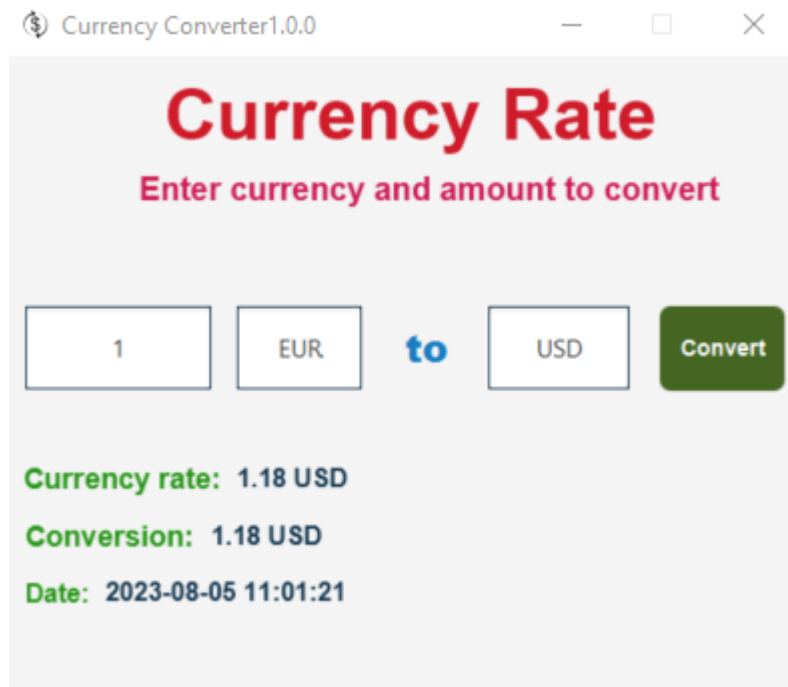 Currency Converter1.0.0
Currency Rate
Enter currency and amount to convert
1 EUR to USD Convert
Currency rate: 1.18 USD
Conversion: 1.18 USD
Date: 2023-08-05 11:01:21